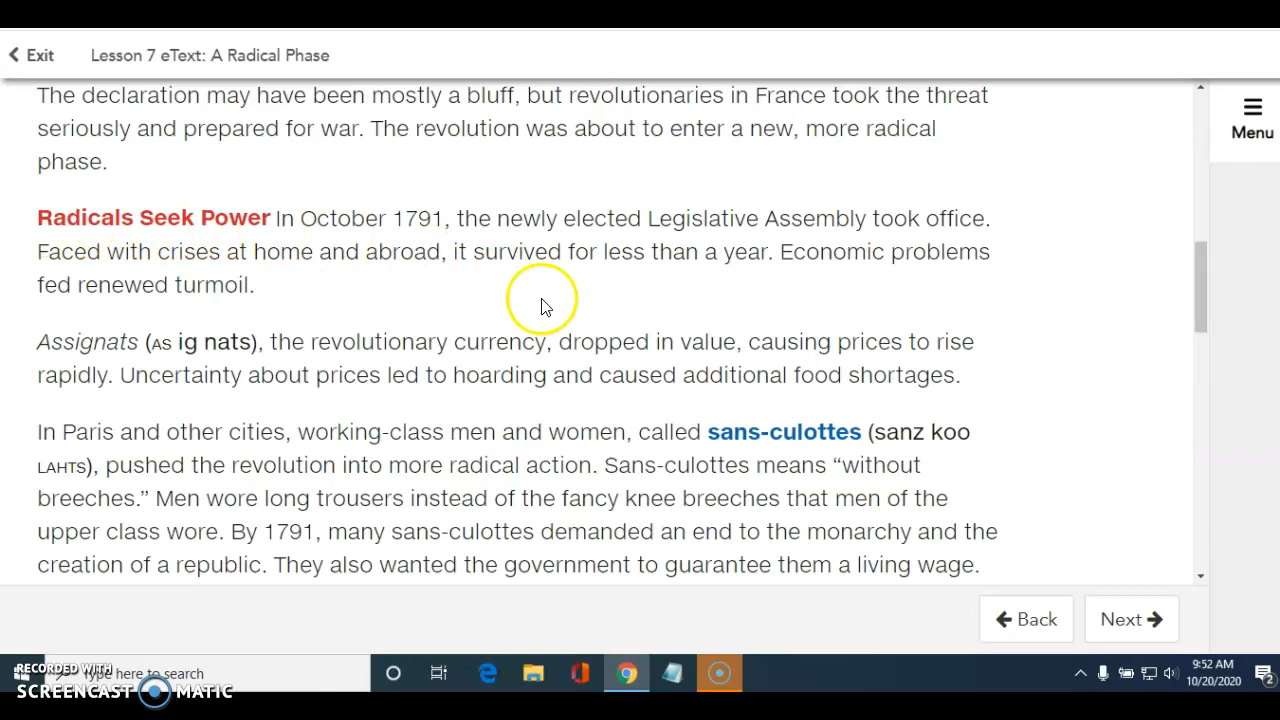 Exit Lesson 7 eText: A Radical Phase
The declaration may have been mostly a bluff, but revolutionaries in France took the threat
seriously and prepared for war. The revolution was about to enter a new, more radical
phase.
Menu
Radicals Seek Power In October 1791, the newly elected Legislative Assembly took office.
Faced with crises at home and abroad, it survived for less than a year. Economic problems
fed renewed turmoil.
Assignats (AS ig nats), the revolutionary currency, dropped in value, causing prices to rise
rapidly. Uncertainty about prices led to hoarding and caused additional food shortages.
In Paris and other cities, working-class men and women, called sans-culottes (sanz koo
LAHTS), pushed the revolution into more radical action. Sans-culottes means “without
breeches.” Men wore long trousers instead of the fancy knee breeches that men of the
upper class wore. By 1791, many sans-culottes demanded an end to the monarchy and the
creation of a republic. They also wanted the government to guarantee them a living wage.
Back Next
RECORDED WITH
Type here to search
SCREENCAST MATIC
9:52 AM
10/20/2020
2